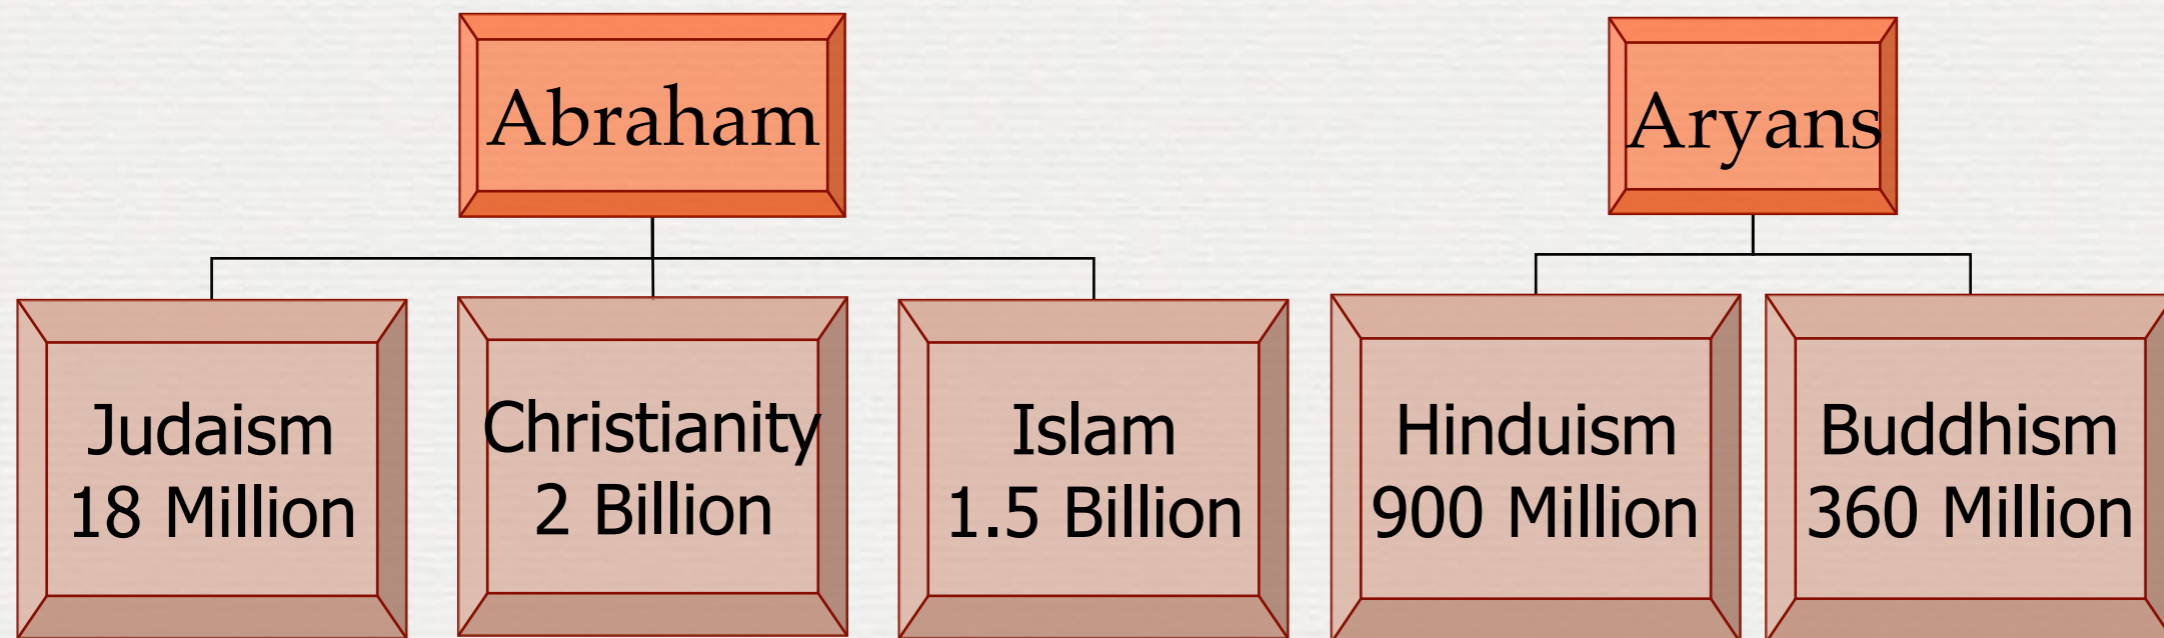 Abraham
Aryans
Judaism
18 Million
Christianity
2 Billion
Islam
1.5 Billion
Hinduism
900 Million
Buddhism
360 Million